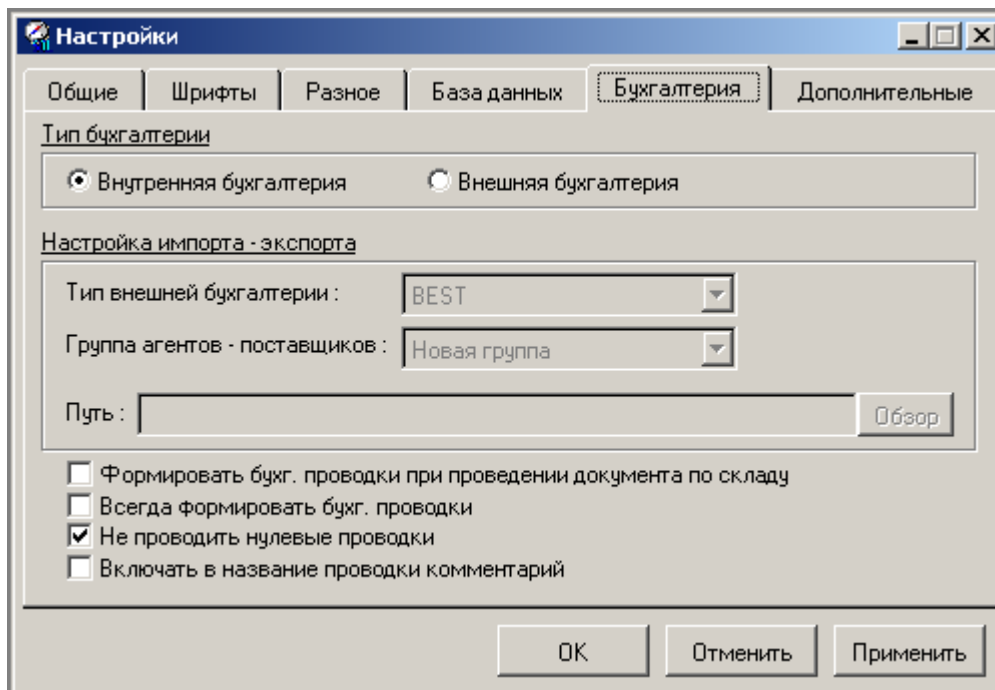 Настройки
Общие Шрифты Разное База данных Бухгалтерия Дополнительные
Тип бухгалтерии
Внутренняя бухгалтерия Внешняя бухгалтерия
Настройка импорта - экспорта
Тип внешней бухгалтерии : BEST
Группа агентов - поставщиков : Новая группа
Путь : Обзор
Формировать бухг. проводки при проведении документа по складу
Всегда формировать бухг. проводки
Не проводить нулевые проводки
Включать в название проводки комментарий
OK Отменить Применить